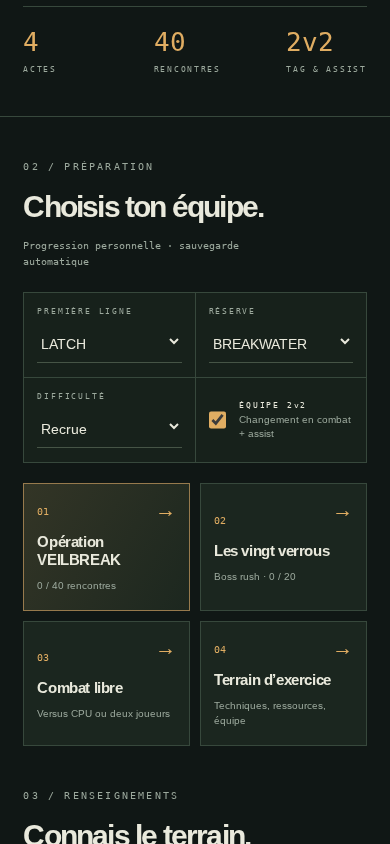 4
ACTES
40
RENCONTRES
2v2
TAG & ASSIST
02 / PRÉPARATION
Choisis ton équipe.
Progression personnelle · sauvegarde
automatique
PREMIÈRE LIGNE
LATCH
RÉSERVE
BREAKWATER
DIFFICULTÉ
Recrue
ÉQUIPE 2v2
Changement en combat
+ assist
01 →
Opération
VEILBREAK
0 / 40 rencontres
02 →
Les vingt verrous
Boss rush · 0 / 20
03 →
Combat libre
Versus CPU ou deux joueurs
04 →
Terrain d’exercice
Techniques, ressources,
équipe
03 / RENSEIGNEMENTS
Connais le terrain.